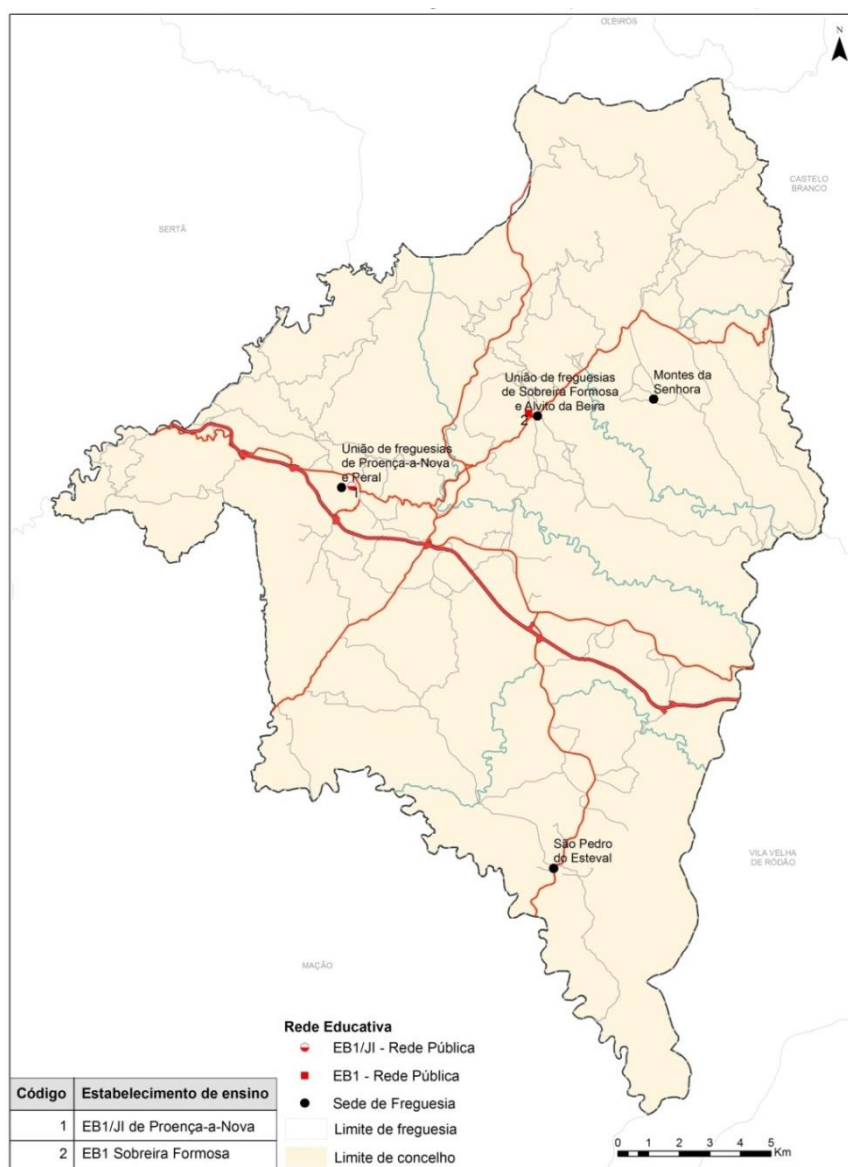 OLEIROS
N
CASTELO
BRANCO
SERTÃ
União de freguesias
de Sobreira Formosa
e Alvito da Beira
2
Montes da
Senhora
União de freguesias
de Proença-a-Nova
e Peral
1
São Pedro
do Esteval
VILA VELHA
DE RÓDÃO
MAÇÃO
Rede Educativa
EB1/JI - Rede Pública
EB1 - Rede Pública
Sede de Freguesia
Limite de freguesia
Limite de concelho
Código Estabelecimento de ensino
1 EB1/JI de Proença-a-Nova
2 EB1 Sobreira Formosa
0 1 2 3 4 5
Km